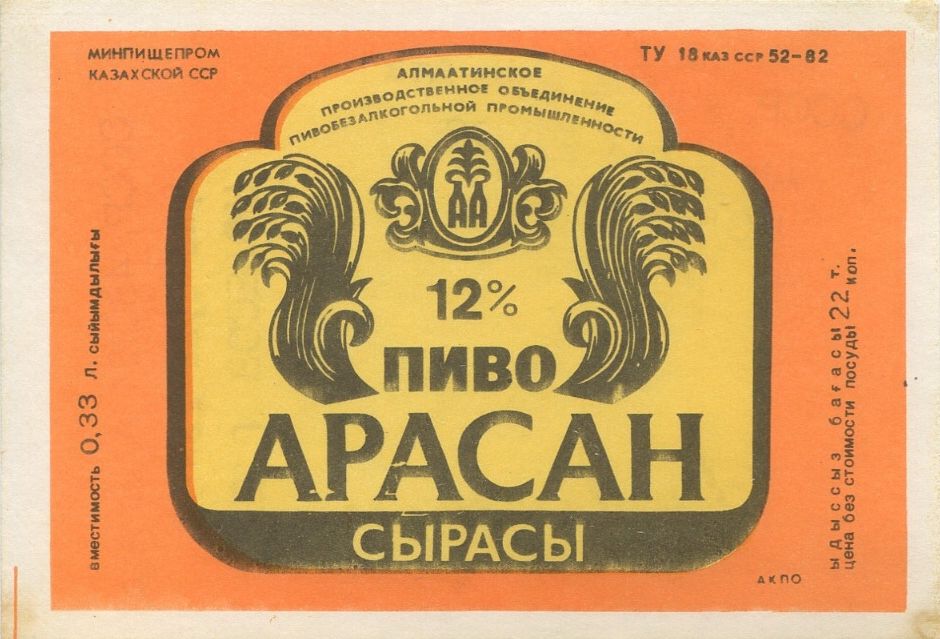 МИНПИЩЕПРОМ
КАЗАХСКОЙ ССР
ТУ 18 КАЗ ССР 52-82
АЛМААТИНСКОЕ
ПРОИЗВОДСТВЕННОЕ ОБЪЕДИНЕНИЕ
ПИВОБЕЗАЛКОГОЛЬНОЙ ПРОМЫШЛЕННОСТИ
АА
12%
ПИВО
АРАСАН
СЫРАСЫ
вместимость 0,33 л. сыйымдылығы
ыдыссыз бағасы 22 т.
цена без стоимости посуды коп.
АКПО